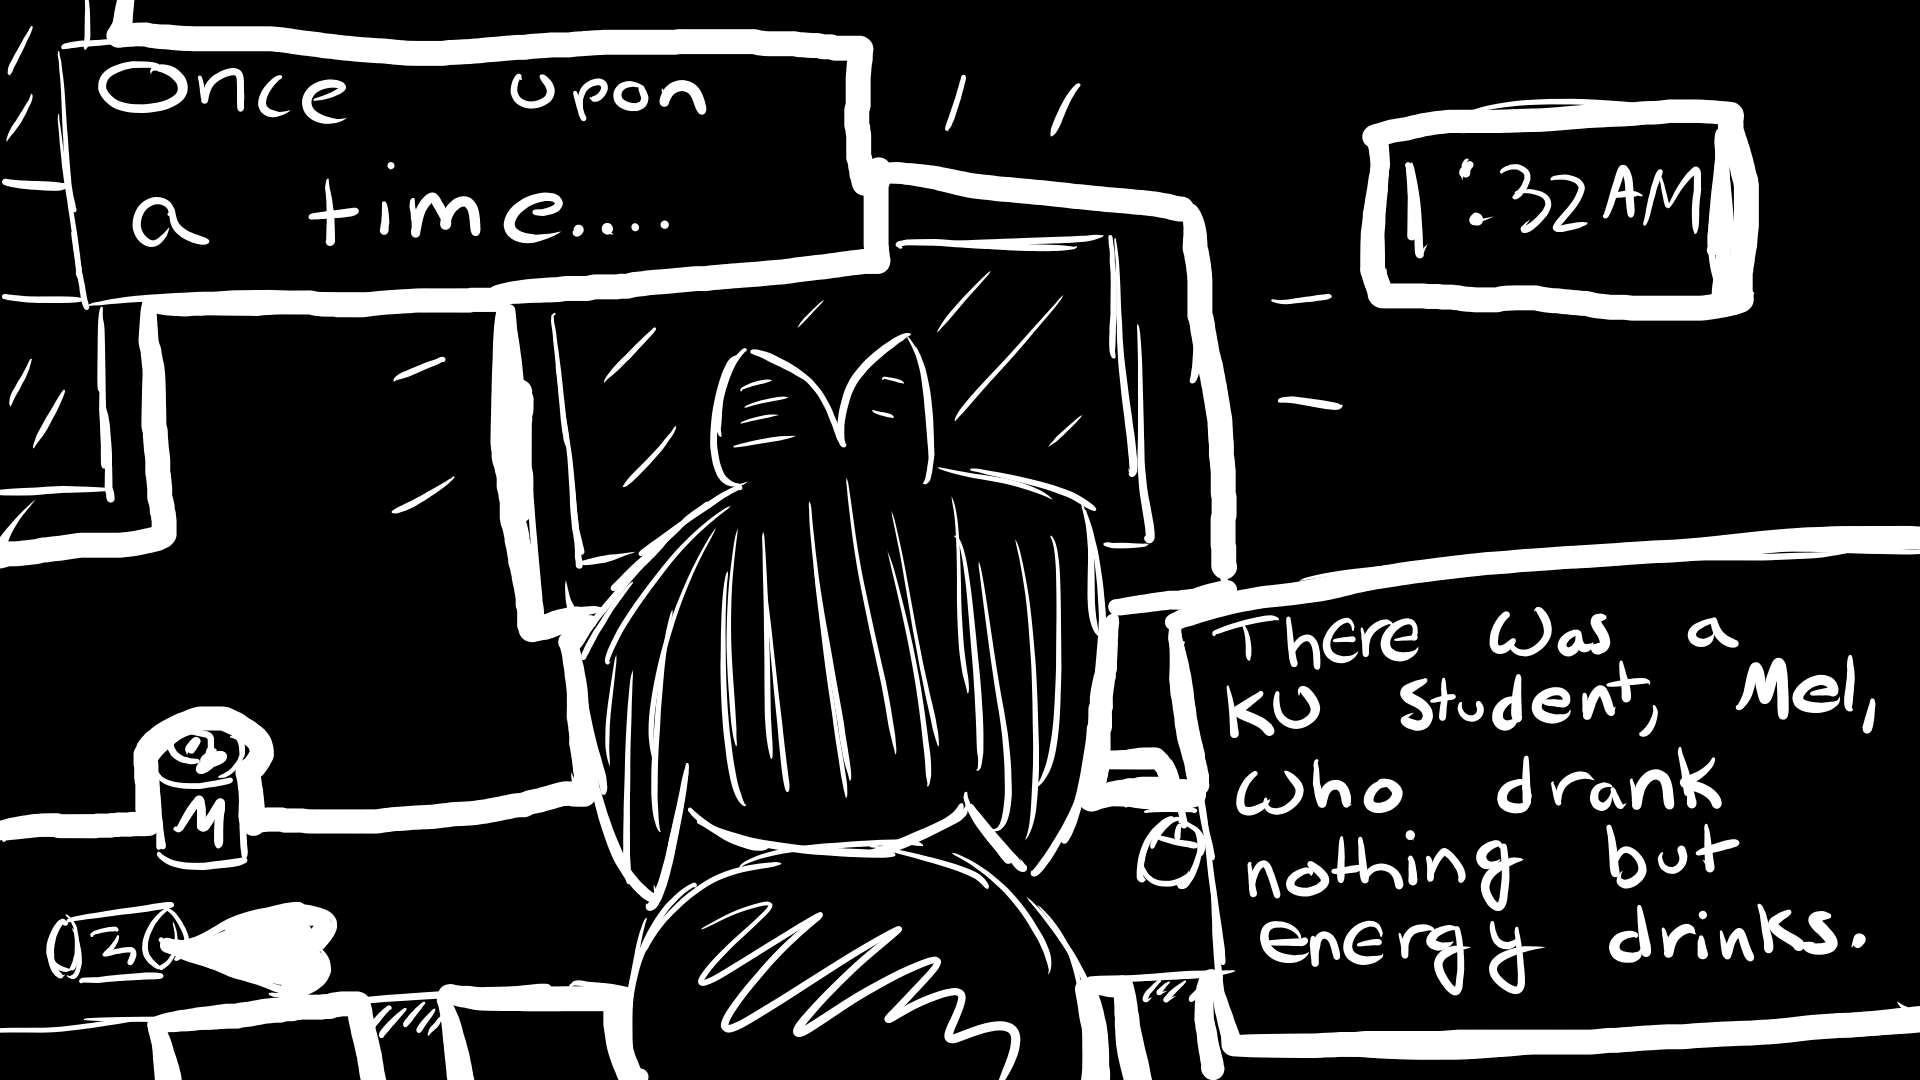 Once upon
a time....
1:32AM
There was a
KU student, Mel,
who drank
nothing but
energy drinks.
M
M